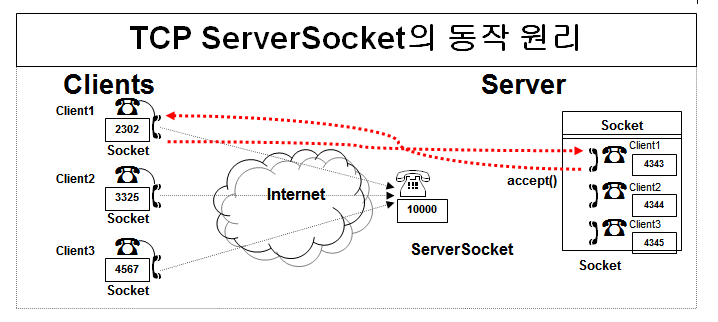 TCP ServerSocket의 동작 원리
Clients
Server
Client1
2302
Socket
Client2
3325
Socket
Client3
4567
Socket
Internet
10000
ServerSocket
accept()
Socket
Client1
4343
Client2
4344
Client3
4345
Socket